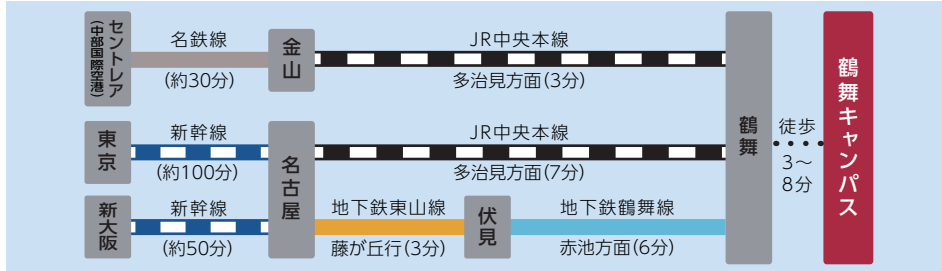 セントレア
(中部国際空港)
名鉄線
(約30分)
金山
JR中央本線
多治見方面(3分)
東京
新幹線
(約100分)
名古屋
JR中央本線
多治見方面(7分)
新大阪
新幹線
(約50分)
地下鉄東山線
藤が丘行(3分)
伏見
地下鉄鶴舞線
赤池方面(6分)
鶴舞
徒歩
3〜
8分
鶴舞キャンパス